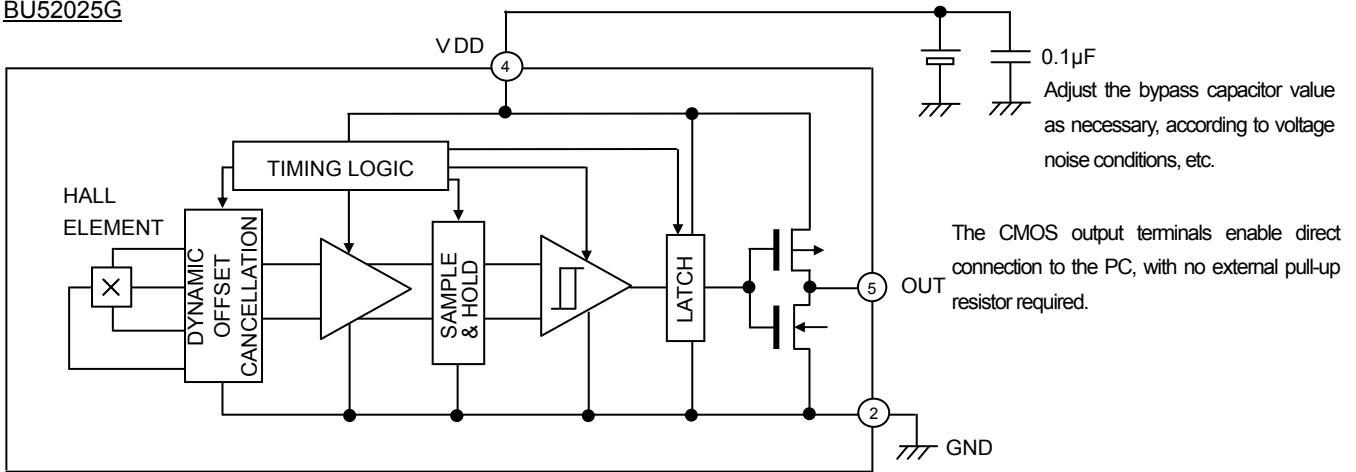 BU52025G
VDD
4
0.1µF
Adjust the bypass capacitor value
as necessary, according to voltage
noise conditions, etc.
TIMING LOGIC
HALL
ELEMENT
DYNAMIC
OFFSET
CANCELLATION
SAMPLE
& HOLD
LATCH
The CMOS output terminals enable direct
connection to the PC, with no external pull-up
resistor required.
5
OUT
2
GND